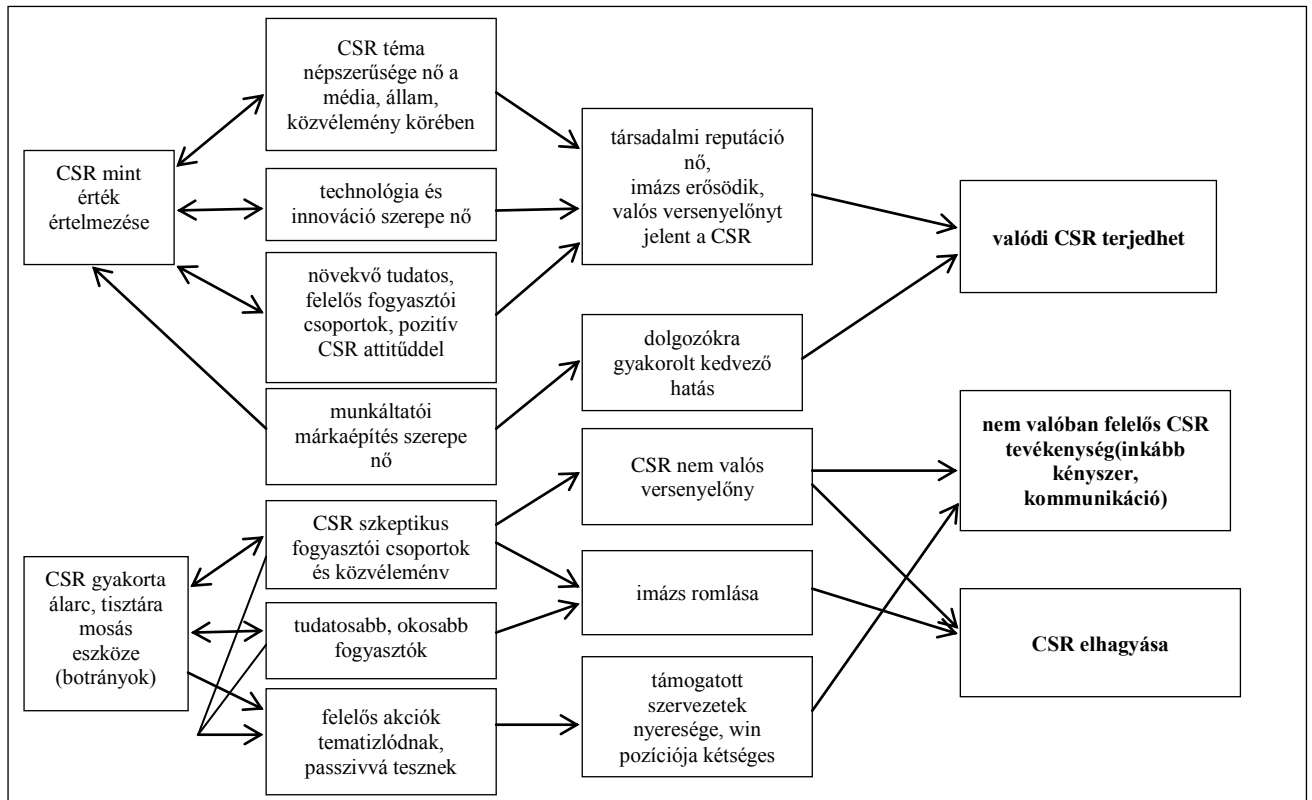 CSR téma
népszerűsége nő a
média, állam,
közvélemény körében
CSR mint
érték
értelmezése
technológia és
innováció szerepe nő
növekvő tudatos,
felelős fogyasztói
csoportok, pozitív
CSR attitűddel
munkáltatói
márkaépítés szerepe
nő
társadalmi reputáció
nő,
imázs erősödik,
valós versenyelőnyt
jelent a CSR
dolgozókra
gyakorolt kedvező
hatás
valódi CSR terjedhet
CSR gyakorta
álarc, tisztára
mosás
eszköze
(botrányok)
CSR szkeptikus
fogyasztói csoportok
és közvélemény
tudatosabb, okosabb
fogyasztók
felelős akciók
tematizlódnak,
passzivvá tesznek
CSR nem valós
versenyelőny
imázs romlása
támogatott
szervezetek
nyeresége, win
pozíciója kétséges
nem valóban felelős CSR
tevékenység(inkább
kényszer,
kommunikáció)
CSR elhagyása